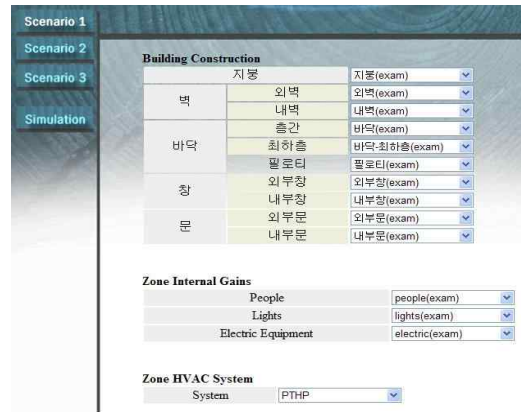 Scenario 1
Scenario 2
Scenario 3
Simulation
Building Construction
지붕 지붕(exam)
벽 외벽 외벽(exam)
내벽 내벽(exam)
바닥 층간 바닥(exam)
최하층 바닥-최하층(exam)
필로티 필로티(exam)
창 외부창 외부창(exam)
내부창 내부창(exam)
문 외부문 외부문(exam)
내부문 내부문(exam)
Zone Internal Gains
People people(exam)
Lights lights(exam)
Electric Equipment electric(exam)
Zone HVAC System
System PTHP